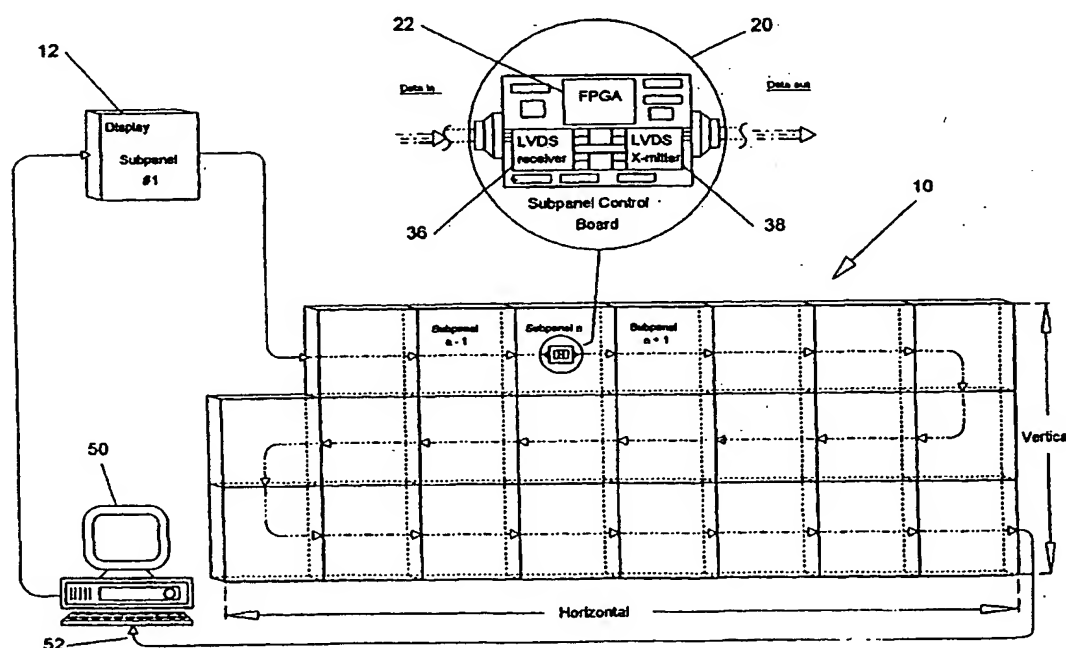 22
20
12
Data in
Data out
FPGA
Display
Subpanel
#1
LVDS
receiver
LVDS
X-mitter
Subpanel Control
Board
36
38
10
Subpanel
n - 1
Subpanel n
Subpanel
n + 1
Vertical
50
Horizontal
52